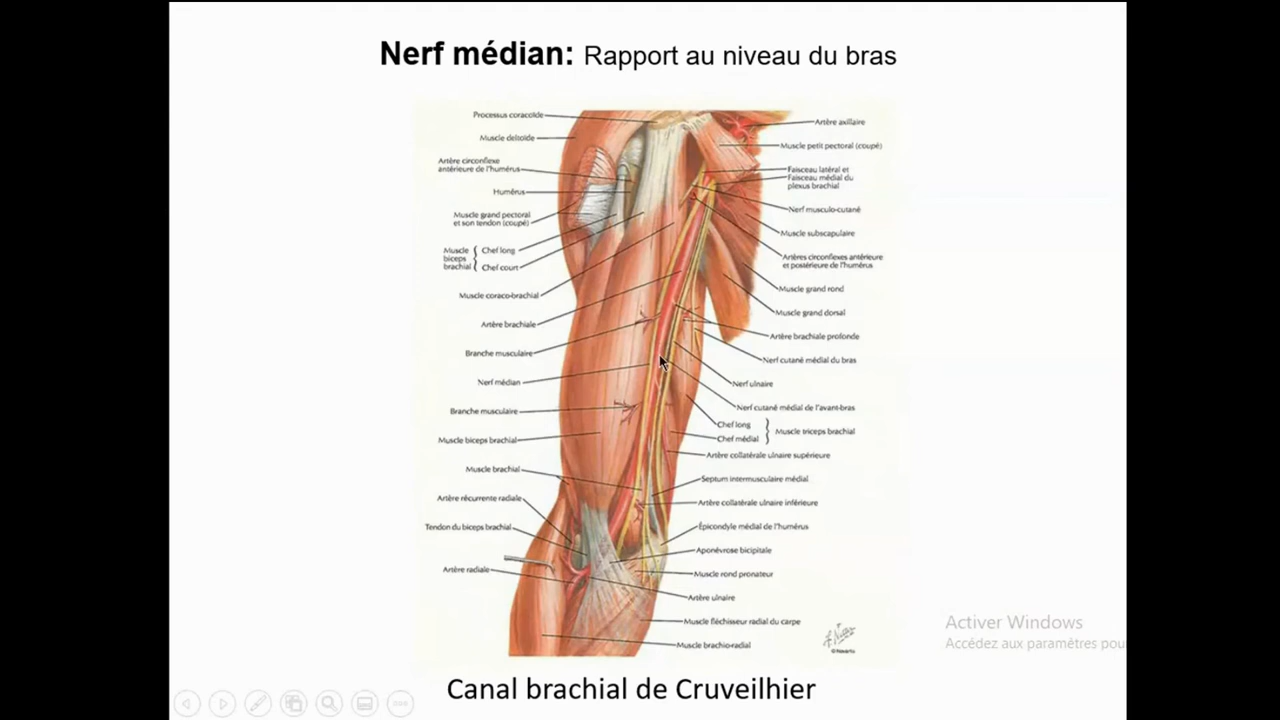 Nerf médian: Rapport au niveau du bras
Processus coracoïde
Muscle deltoïde
Artère circonflexe
antérieure de l'humérus
Humérus
Muscle grand pectoral
et son tendon (coupé)
Muscle
biceps
brachial
Chef long
Chef court
Muscle coraco-brachial
Artère brachiale
Branche musculaire
Nerf médian
Branche musculaire
Muscle biceps brachial
Muscle brachial
Artère récurrente radiale
Tendon du biceps brachial
Artère radiale
Artère axillaire
Muscle petit pectoral (coupé)
Faisceau latéral et
Faisceau médial du
plexus brachial
Nerf musculo-cutané
Muscle subscapulaire
Artères circonflexes antérieure
et postérieure de l'humérus
Muscle grand rond
Muscle grand dorsal
Artère brachiale profonde
Nerf cutané médial du bras
Nerf ulnaire
Nerf cutané médial de l'avant-bras
Chef long
Chef médial
Muscle triceps brachial
Artère collatérale ulnaire supérieure
Septum intermusculaire médial
Artère collatérale ulnaire inférieure
Épicondyle médial de l'humérus
Aponévrose bicipitale
Muscle rond pronateur
Artère ulnaire
Muscle fléchisseur radial du carpe
Muscle brachio-radial
Activer Windows
Accédez aux paramètres pou
Canal brachial de Cruveilhier